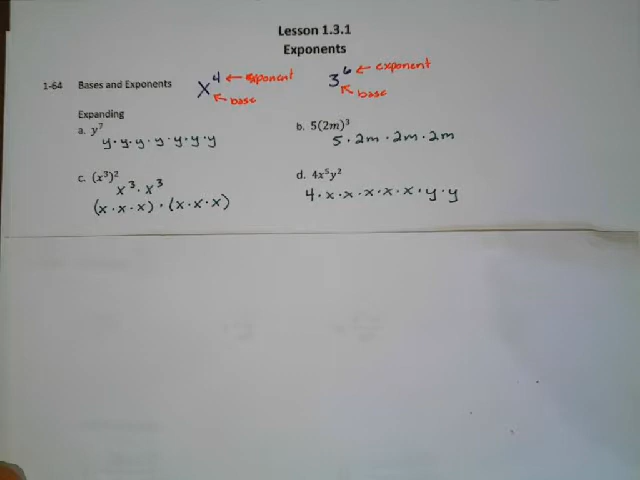 Lesson 1.3.1
Exponents
1-64 Bases and Exponents x⁴ ← exponent ← base 3⁶ ← exponent ← base
Expanding
a. y⁷
y·y·y·y·y·y·y
b. 5(2m)³
5·2m·2m·2m
c. (x³)²
x³·x³
(x·x·x)·(x·x·x)
d. 4x⁵y²
4·x·x·x·x·x·y·y